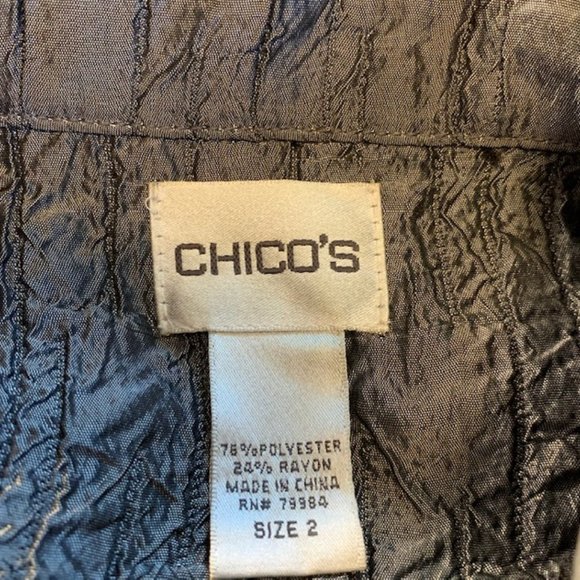 CHICO'S
76%POLYESTER
24% RAYON
MADE IN CHINA
RN# 79984
SIZE 2